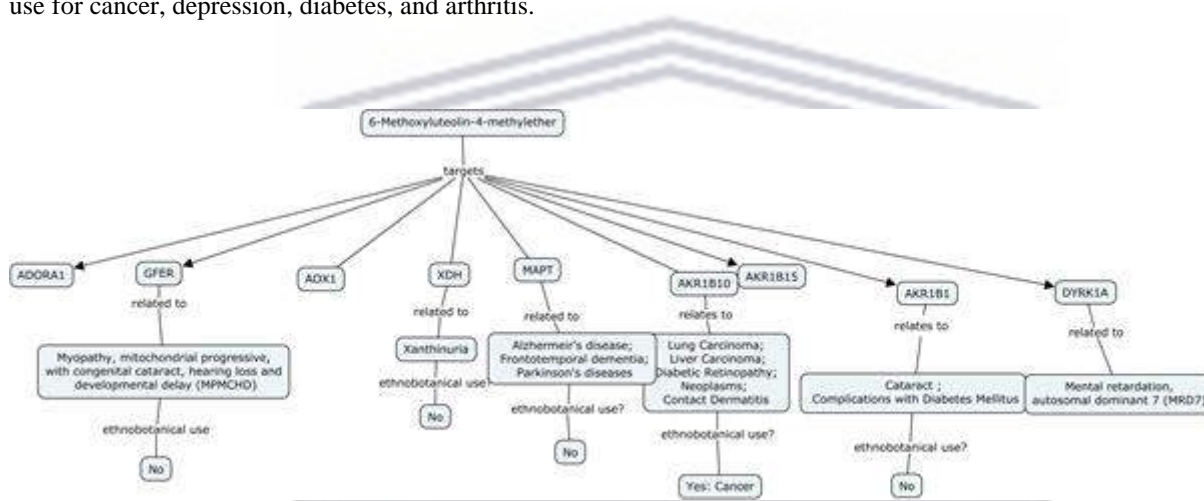 use for cancer, depression, diabetes, and arthritis.
6-Methoxyluteolin-4-methylether
targets
ADORA1
GFER
AOX1
XDH
MAPT
AKR1B10
AKR1B15
AKR1B1
DYRK1A
related to
related to
related to
relates to
relates to
related to
Myopathy, mitochondrial progressive,
with congenital cataract, hearing loss and
developmental delay (MPMCHD)
Xanthinuria
Alzhermeir's disease;
Frontotemporal dementia;
Parkinson's diseases
Lung Carcinoma;
Liver Carcinoma;
Diabetic Retinopathy;
Neoplasms;
Contact Dermatitis
Cataract ;
Complications with Diabetes Mellitus
Mental retardation,
autosomal dominant 7 (MRD7)
ethnobotanical use
ethnobotanical use?
ethnobotanical use?
ethnobotanical use?
ethnobotanical use?
No
No
No
Yes: Cancer
No